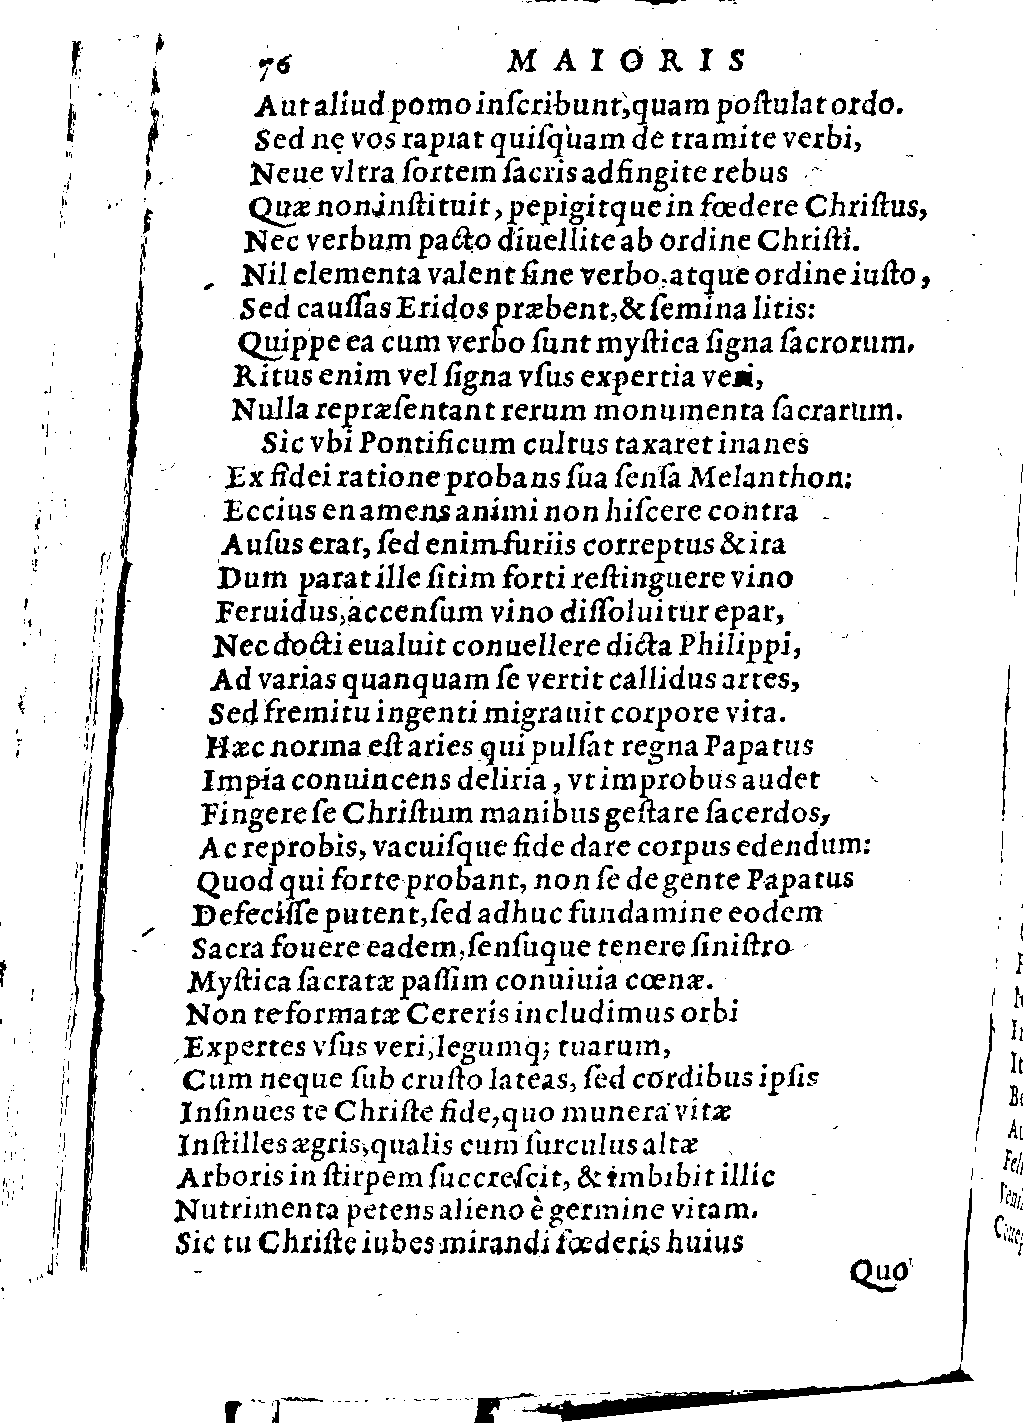 76 MAIORIS
Aut aliud pomo inſcribunt, quam poſtulat ordo.
Sed nę vos rapiat quiſquam de tramite verbi,
Neue vltra ſortem ſacris adfingite rebus
Quæ non inſtituit, pepigitque in fœdere Chriſtus,
Nec verbum pacto diuellite ab ordine Chriſti.
Nil elementa valent ſine verbo, atque ordine iuſto,
Sed cauſſas Eridos præbent, & ſemina litis:
Quippe ea cum verbo ſunt myſtica ſigna ſacrorum.
Ritus enim vel ſigna vſus expertia veri,
Nulla repræſentant rerum monumenta ſacrarum.
Sic vbi Pontificum cultus taxaret inanes
Ex fidei ratione probans ſua ſenſa Melanthon:
Eccius en amens animi non hiſcere contra
Auſus erat, ſed enim furiis correptus & ira
Dum parat ille ſitim forti reſtinguere vino
Feruidus, accenſum vino diſſoluitur epar,
Nec docti eualuit conuellere dicta Philippi,
Ad varias quanquam ſe vertit callidus artes,
Sed fremitu ingenti migrauit corpore vita.
Hæc norma eſt aries qui pulſat regna Papatus
Impia conuincens deliria, vt improbus audet
Fingere ſe Chriſtum manibus geſtare ſacerdos,
Ac reprobis, vacuiſque fide dare corpus edendum:
Quod qui forte probant, non ſe de gente Papatus
Defeciſſe putent, ſed adhuc fundamine eodem
Sacra fouere eadem, ſenſuque tenere ſiniſtro
Myſtica ſacratæ paſſim conuiuia cœnæ.
Non te formatæ Cereris includimus orbi
Expertes vſus veri, legumq; tuarum,
Cum neque ſub cruſto lateas, ſed cordibus ipſis
Inſinues te Chriſte fide, quo munera vitæ
Inſtilles ægris, qualis cum ſurculus altæ
Arboris in ſtirpem ſuccreſcit, & imbibit illic
Nutrimenta petens alieno è germine vitam.
Sic tu Chriſte iubes mirandi fœderis huius
Quo